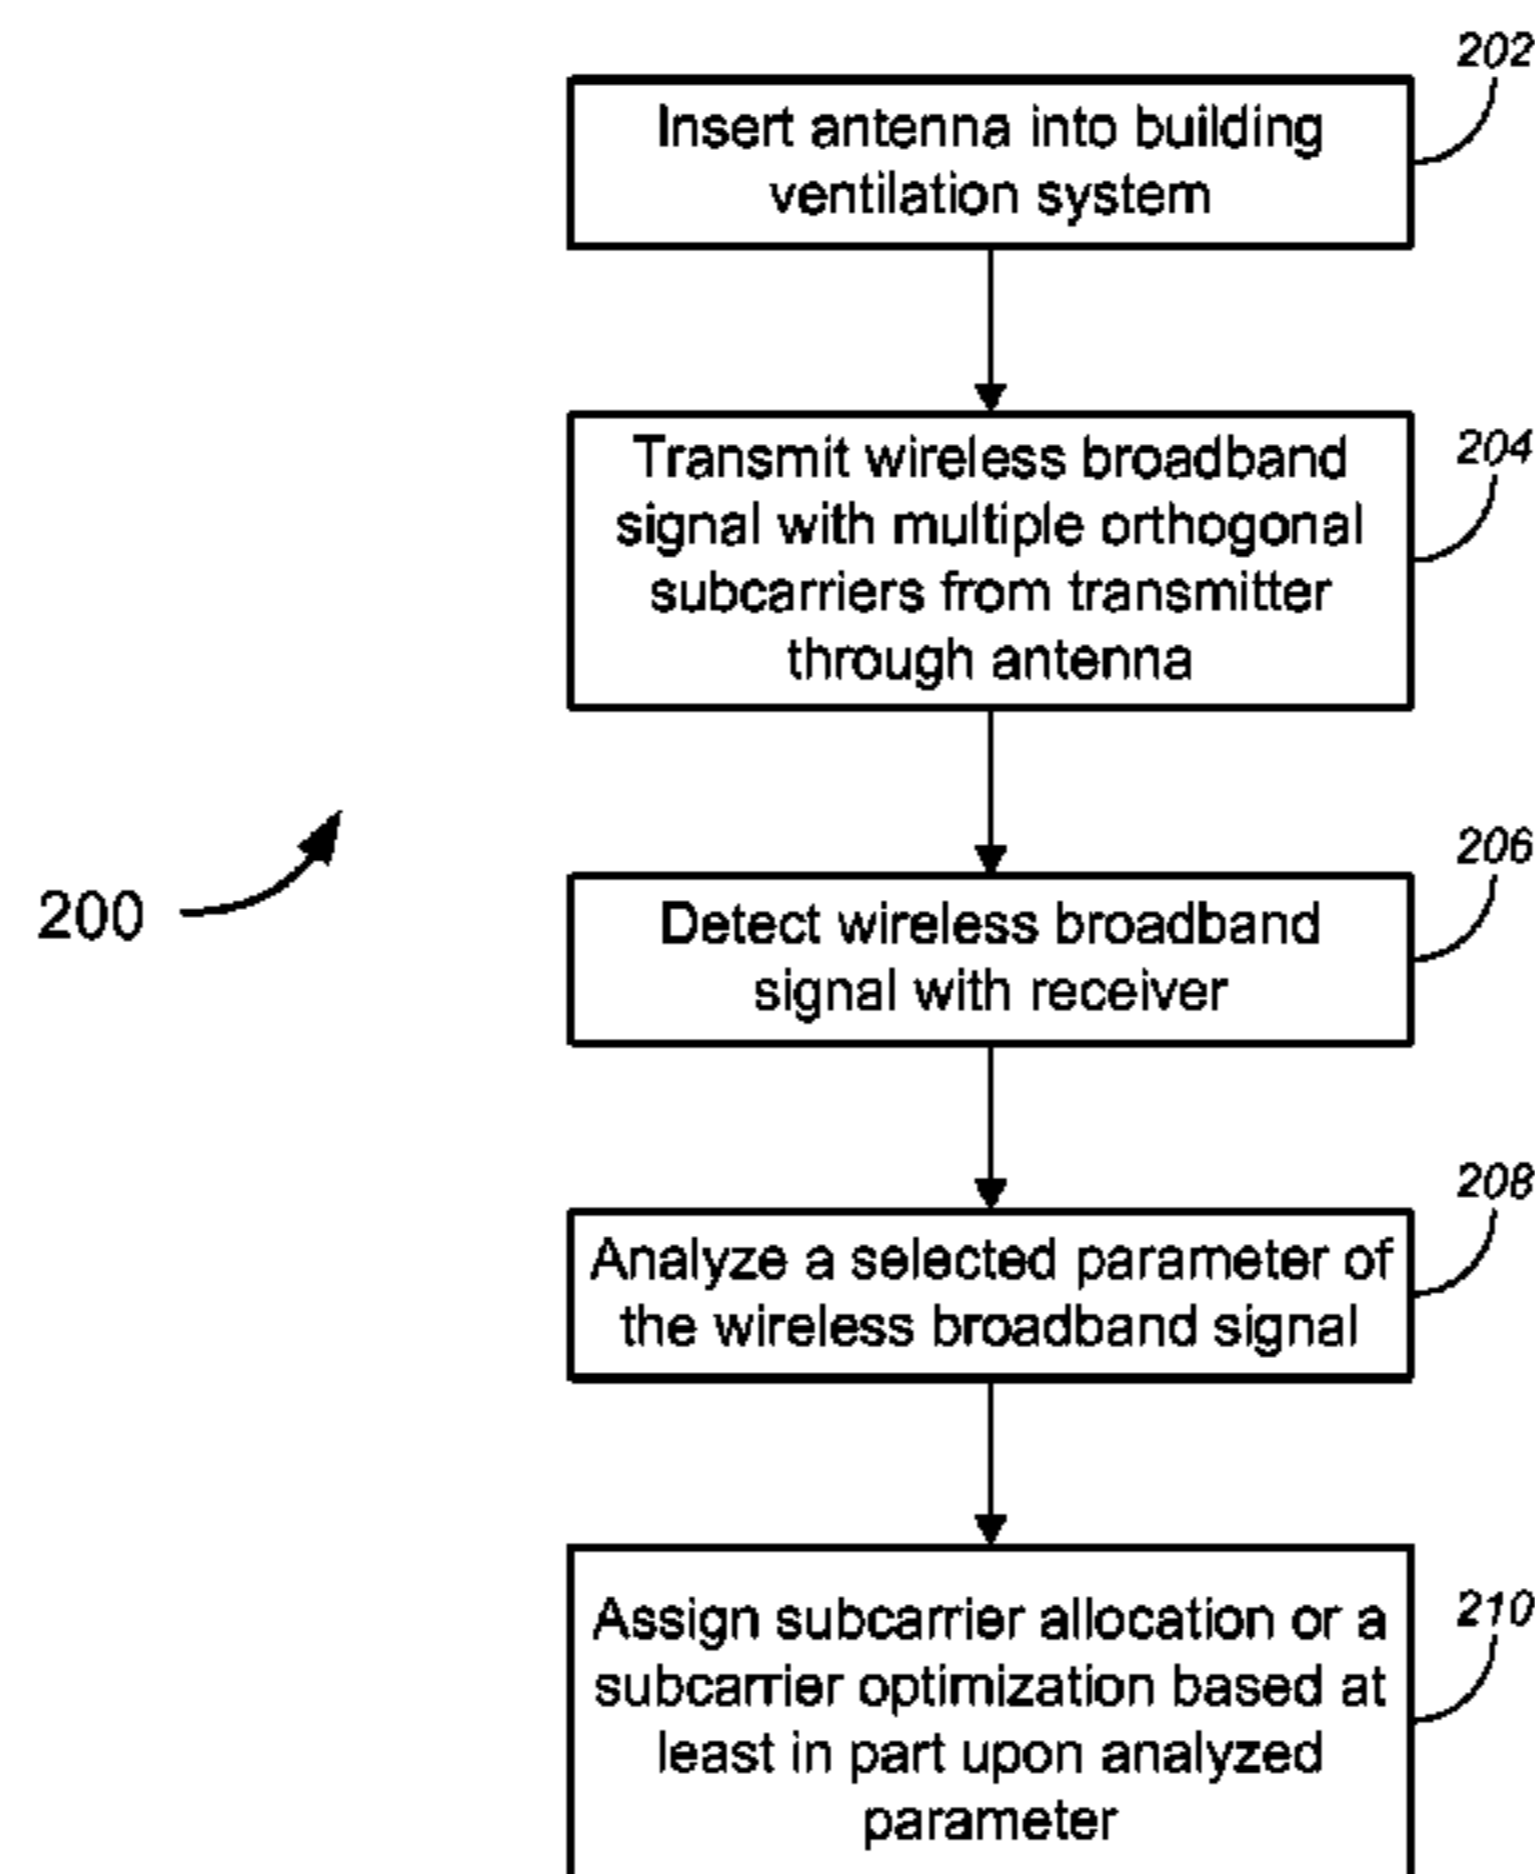 202
Insert antenna into building
ventilation system
204
Transmit wireless broadband
signal with multiple orthogonal
subcarriers from transmitter
through antenna
206
Detect wireless broadband
signal with receiver
200
208
Analyze a selected parameter of
the wireless broadband signal
210
Assign subcarrier allocation or a
subcarrier optimization based at
least in part upon analyzed
parameter